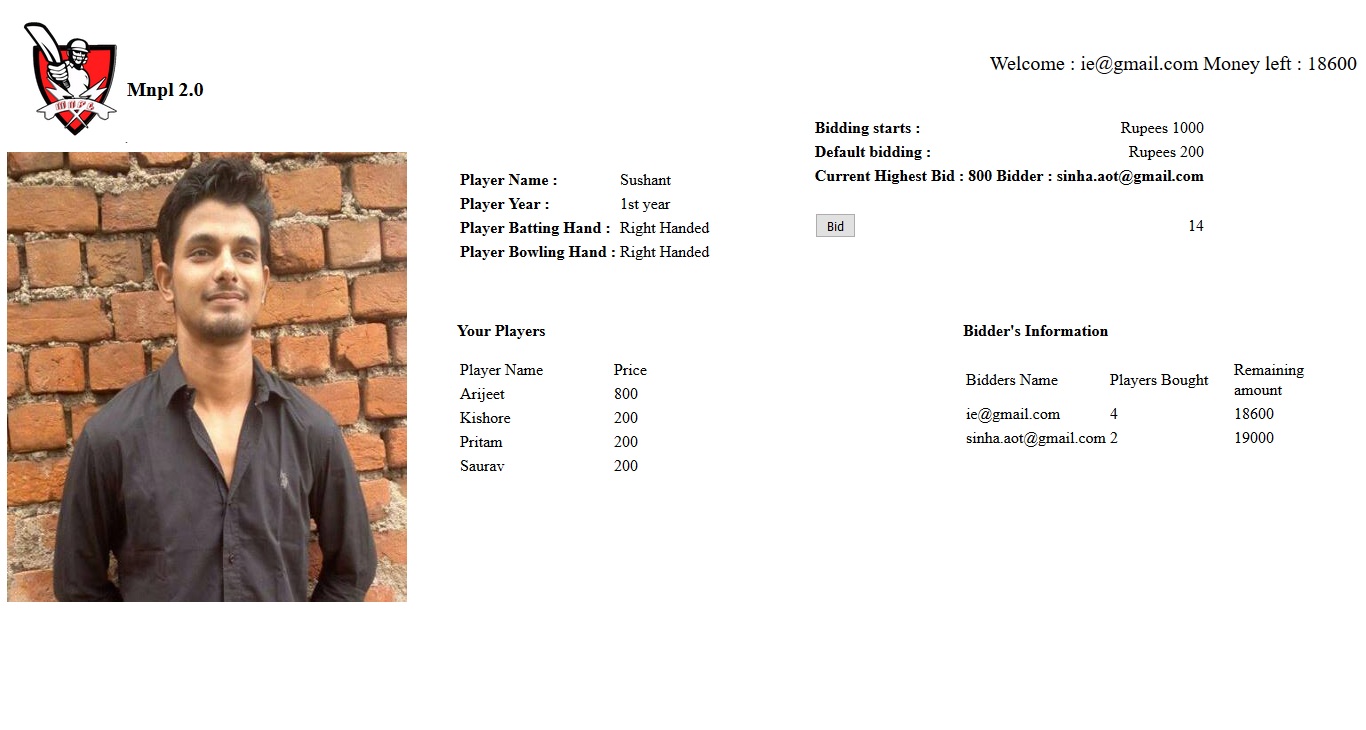 Mnpl 2.0
Welcome : ie@gmail.com Money left : 18600
Bidding starts : Rupees 1000
Default bidding : Rupees 200
Current Highest Bid : 800 Bidder : sinha.aot@gmail.com
Bid 14
Player Name : Sushant
Player Year : 1st year
Player Batting Hand : Right Handed
Player Bowling Hand : Right Handed
Your Players
Player Name Price
Arijeet 800
Kishore 200
Pritam 200
Saurav 200
Bidder's Information
Bidders Name Players Bought Remaining
amount
ie@gmail.com 4 18600
sinha.aot@gmail.com 2 19000